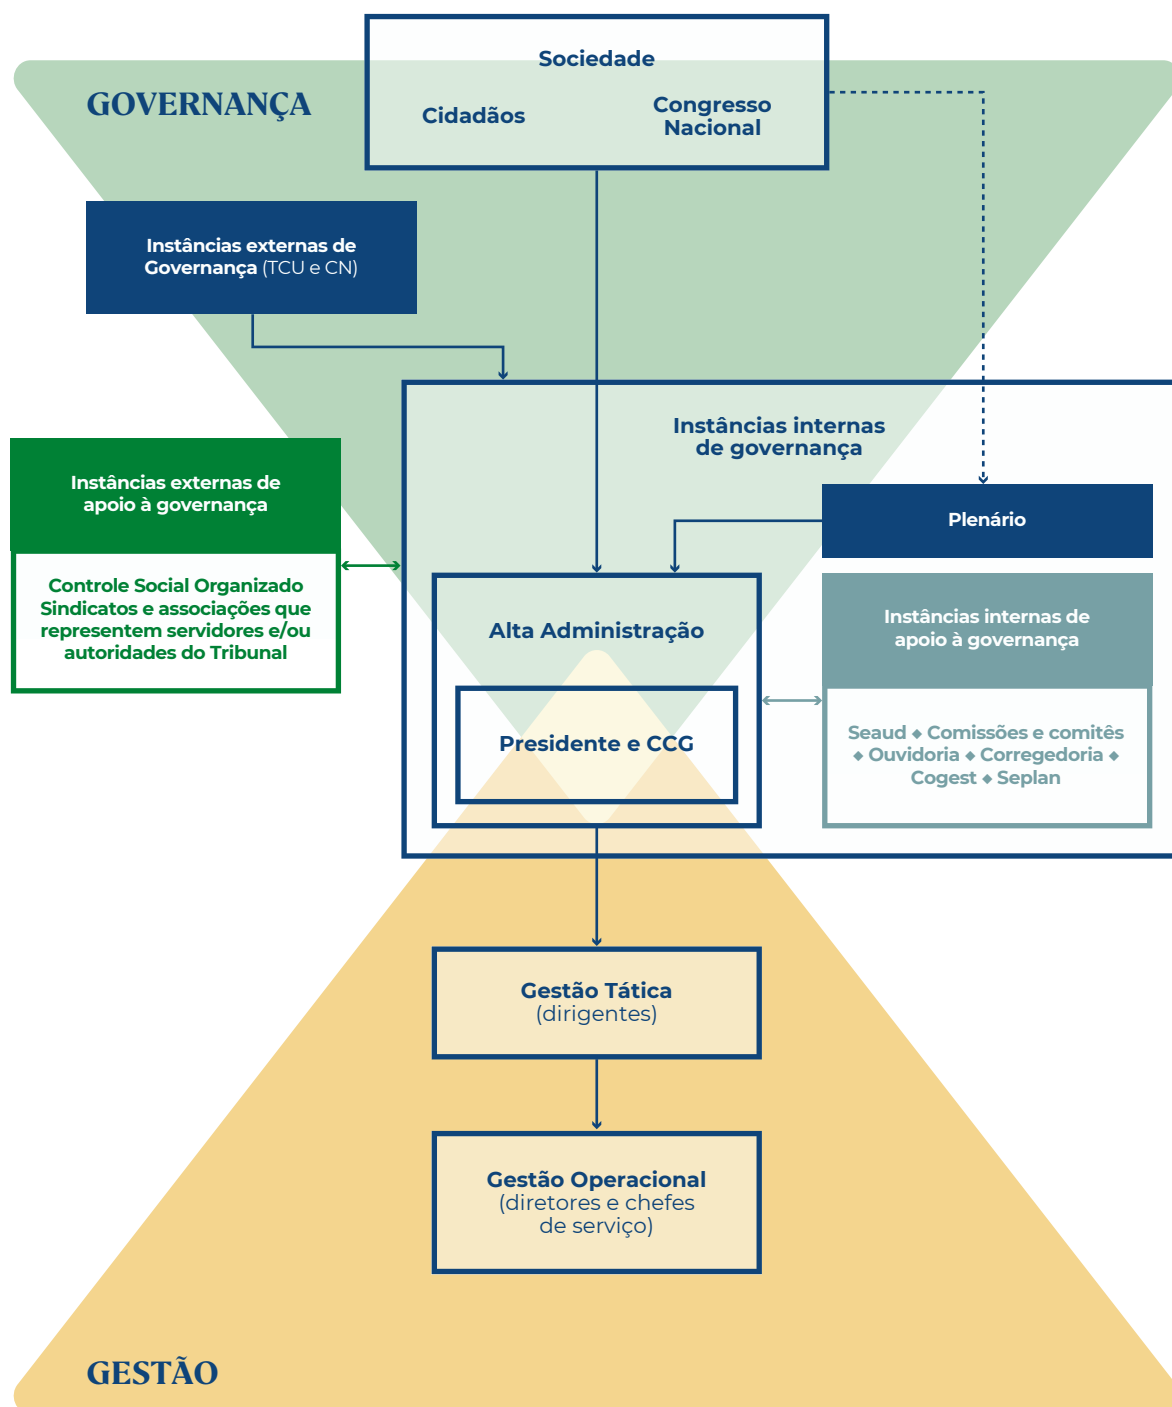 Sociedade
GOVERNANÇA
Cidadãos
Congresso
Nacional
Instâncias externas de
Governança (TCU e CN)
Instâncias internas
de governança
Instâncias externas de
apoio à governança
Plenário
Controle Social Organizado
Sindicatos e associações que
representem servidores e/ou
autoridades do Tribunal
Alta Administração
Instâncias internas de
apoio à governança
Presidente e CCG
Seaud ◆ Comissões e comitês
◆ Ouvidoria ◆ Corregedoria ◆
Cogest ◆ Seplan
Gestão Tática
(dirigentes)
Gestão Operacional
(diretores e chefes
de serviço)
GESTÃO